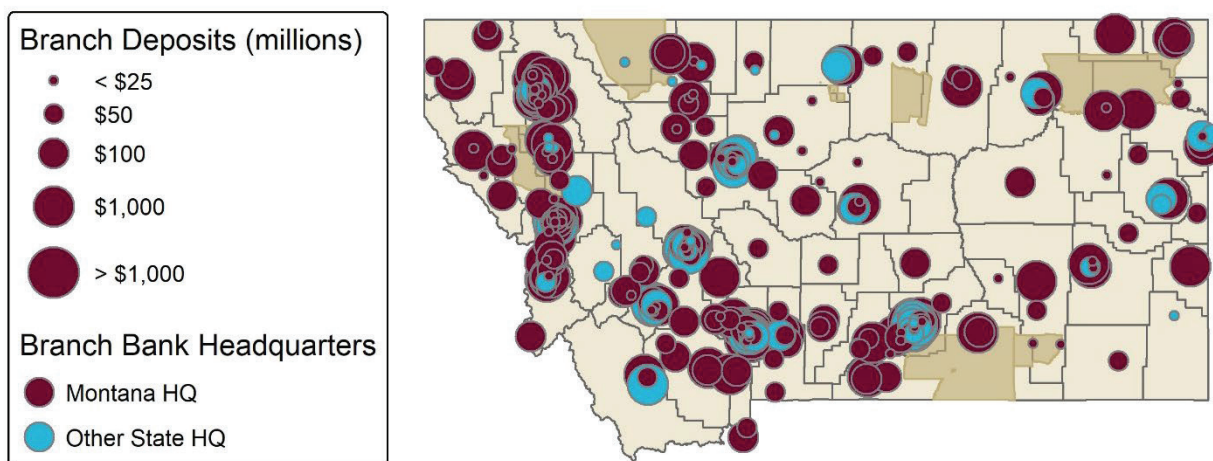 Branch Deposits (millions)
< $25
$50
$100
$1,000
> $1,000
Branch Bank Headquarters
Montana HQ
Other State HQ